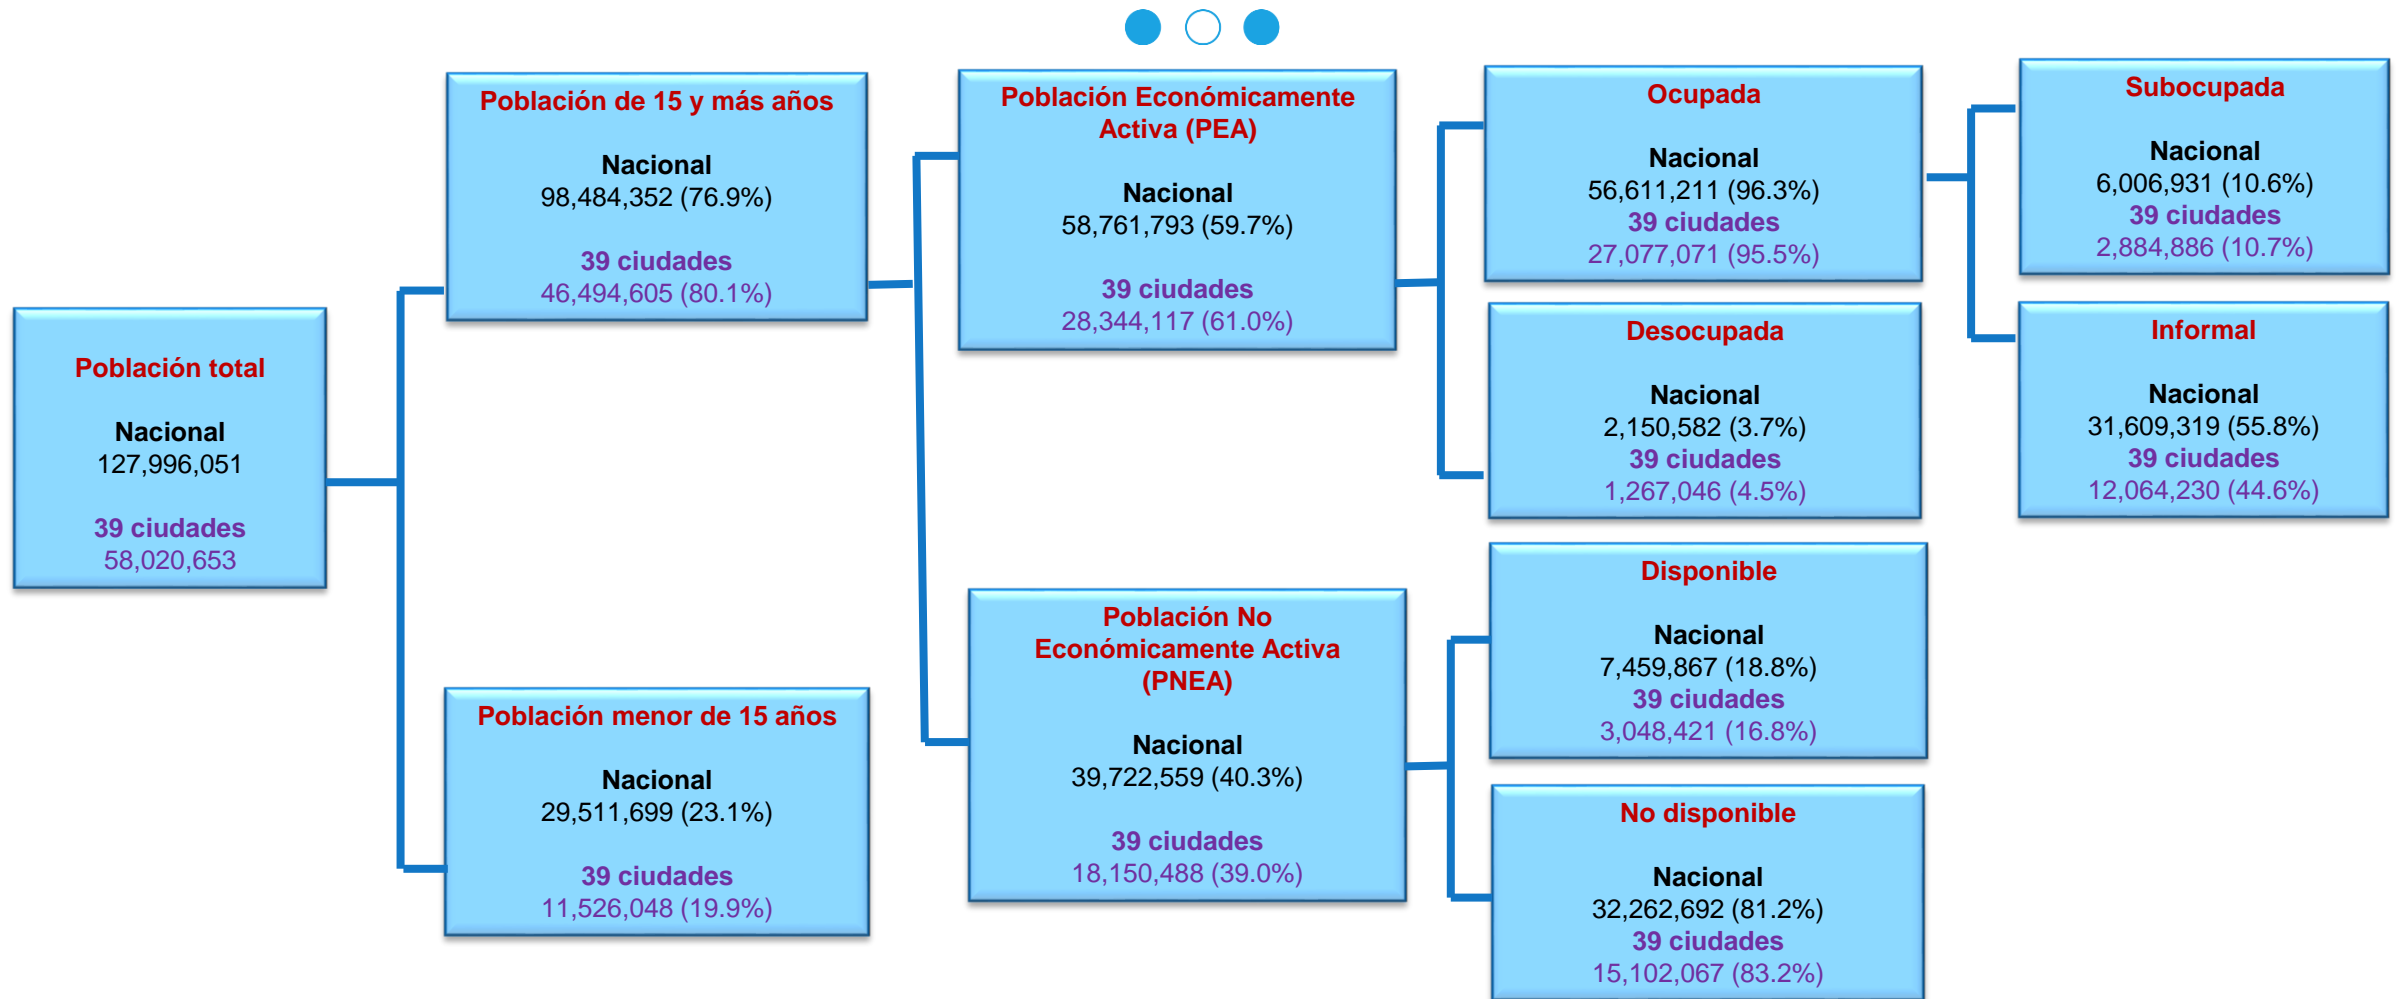 Población total
Nacional
127,996,051
39 ciudades
58,020,653
Población de 15 y más años
Nacional
98,484,352 (76.9%)
39 ciudades
46,494,605 (80.1%)
Población menor de 15 años
Nacional
29,511,699 (23.1%)
39 ciudades
11,526,048 (19.9%)
Población Económicamente
Activa (PEA)
Nacional
58,761,793 (59.7%)
39 ciudades
28,344,117 (61.0%)
Población No
Económicamente Activa
(PNEA)
Nacional
39,722,559 (40.3%)
39 ciudades
18,150,488 (39.0%)
Ocupada
Nacional
56,611,211 (96.3%)
39 ciudades
27,077,071 (95.5%)
Desocupada
Nacional
2,150,582 (3.7%)
39 ciudades
1,267,046 (4.5%)
Disponible
Nacional
7,459,867 (18.8%)
39 ciudades
3,048,421 (16.8%)
No disponible
Nacional
32,262,692 (81.2%)
39 ciudades
15,102,067 (83.2%)
Subocupada
Nacional
6,006,931 (10.6%)
39 ciudades
2,884,886 (10.7%)
Informal
Nacional
31,609,319 (55.8%)
39 ciudades
12,064,230 (44.6%)